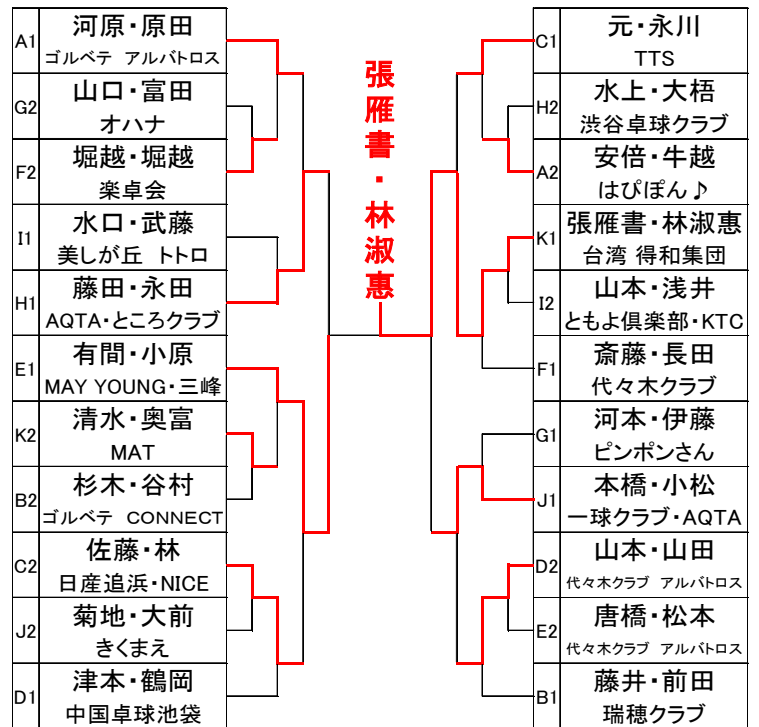 A1
河原・原田
ゴルベテ アルバトロス
G2
山口・富田
オハナ
F2
堀越・堀越
楽卓会
I1
水口・武藤
美しが丘 トトロ
H1
藤田・永田
AQTA・ところクラブ
E1
有間・小原
MAY YOUNG・三峰
K2
清水・奥富
MAT
B2
杉木・谷村
ゴルベテ CONNECT
C2
佐藤・林
日産追浜・NICE
J2
菊地・大前
きくまえ
D1
津本・鶴岡
中国卓球池袋
張雁書・林淑惠
C1
元・永川
TTS
H2
水上・大梧
渋谷卓球クラブ
A2
安倍・牛越
はぴぽん♪
K1
張雁書・林淑惠
台湾 得和集団
I2
山本・浅井
ともよ倶楽部・KTC
F1
斎藤・長田
代々木クラブ
G1
河本・伊藤
ピンポンさん
J1
本橋・小松
一球クラブ・AQTA
D2
山本・山田
代々木クラブ アルバトロス
E2
唐橋・松本
代々木クラブ アルバトロス
B1
藤井・前田
瑞穂クラブ